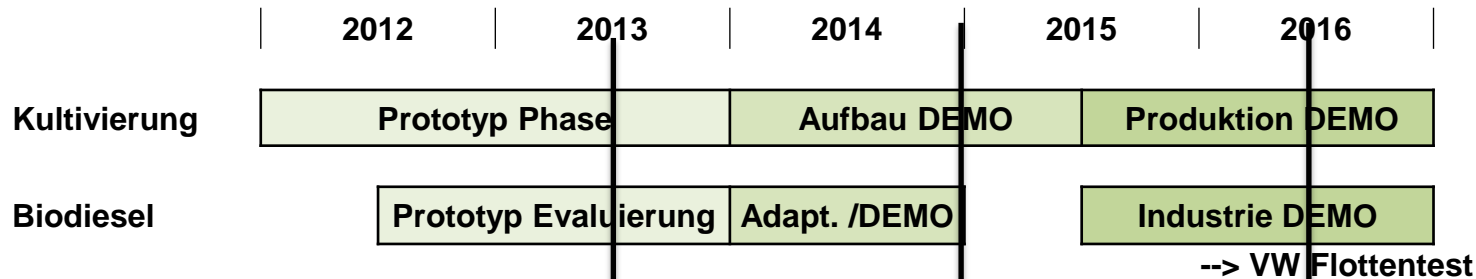 2012 2013 2014 2015 2016
Kultivierung Prototyp Phase Aufbau DEMO Produktion DEMO
Biodiesel Prototyp Evaluierung Adapt. /DEMO Industrie DEMO
--> VW Flottentest